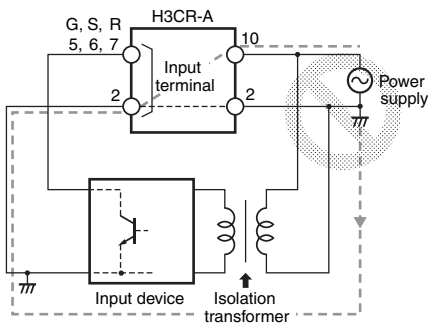 H3CR-A
G, S, R
5, 6, 7
10
Input
terminal
2
2
Power
supply
Input device
Isolation
transformer